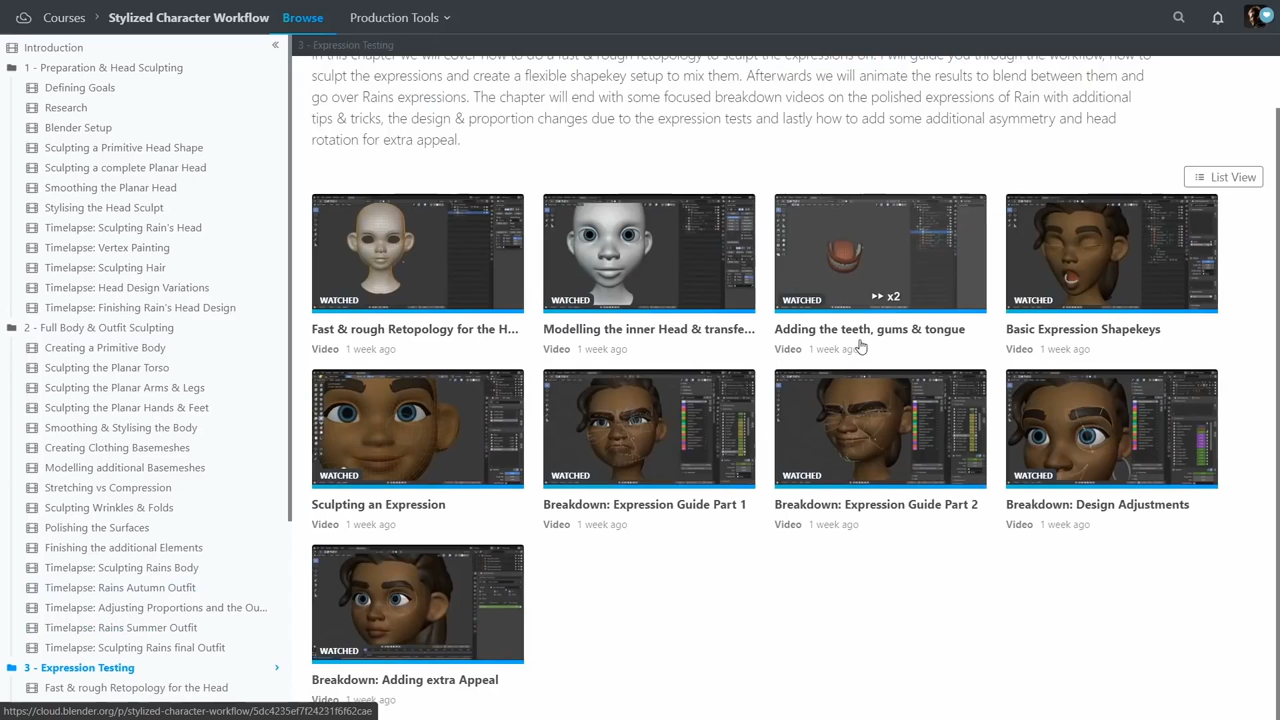 Courses
Stylized Character Workflow
Browse
Production Tools
Introduction
1 - Preparation & Head Sculpting
Defining Goals
Research
Blender Setup
Sculpting a Primitive Head Shape
Sculpting a complete Planar Head
Smoothing the Planar Head
Head Sculpt
Timelapse: Sculpting Rain's Head
Timelapse: Vertex Painting
Timelapse: Sculpting Hair
Timelapse: Head Design Variations
Timelapse: Finishing Rain's Head Design
2 - Full Body & Outfit Sculpting
Creating a Primitive Body
Sculpting the Planar Torso
Sculpting the Planar Arms & Legs
Sculpting the Planar Hands & Feet
Smoothing & Stylising the Body
Basemeshes
Modelling additional Basemeshes
vs Compression
Sculpting Wrinkles & Folds
Polishing the Surfaces
additional Elements
Timelapse: Sculpting Rains Body
Timelapse: Rains Autumn Outfit
Timelapse: Adjusting Proportions and the Ou...
Timelapse: Rains Summer Outfit
Timelapse: Sculpting Rains final Outfit
3 - Expression Testing
Fast & rough Retopology for the Head
https://cloud.blender.org/p/stylized-character-workflow/5dc4235ef7f24231f6f62cae
3 - Expression Testing
In this chapter we will cover how to do a fast & rough retopology to sculpt the expressions on. I will guide you through the workflow, how to
sculpt the expressions and create a flexible shapekey setup to mix them. Afterwards we will animate the results to blend between them and
go over Rains expressions. The chapter will end with some focused breakdown videos on the polished expressions of Rain with additional
tips & tricks, the design & proportion changes due to the expression tests and lastly how to add some additional asymmetry and head
rotation for extra appeal.
List View
WATCHED
WATCHED
WATCHED
x2
WATCHED
Fast & rough Retopology for the H...
Modelling the inner Head & transfe...
Adding the teeth, gums & tongue
Basic Expression Shapekeys
Video 1 week ago
Video 1 week ago
Video 1 week ago
Video 1 week ago
WATCHED
WATCHED
WATCHED
WATCHED
Sculpting an Expression
Breakdown: Expression Guide Part 1
Breakdown: Expression Guide Part 2
Breakdown: Design Adjustments
Video 1 week ago
Video 1 week ago
Video 1 week ago
Video 1 week ago
WATCHED
Breakdown: Adding extra Appeal
Video 1 week ago